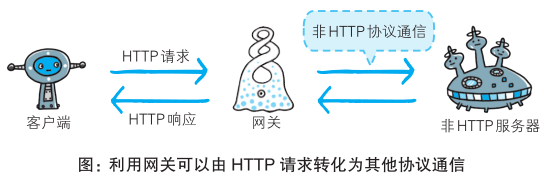 非HTTP协议通信
HTTP请求
HTTP响应
客户端
网关
非HTTP服务器
图：利用网关可以由 HTTP 请求转化为其他协议通信